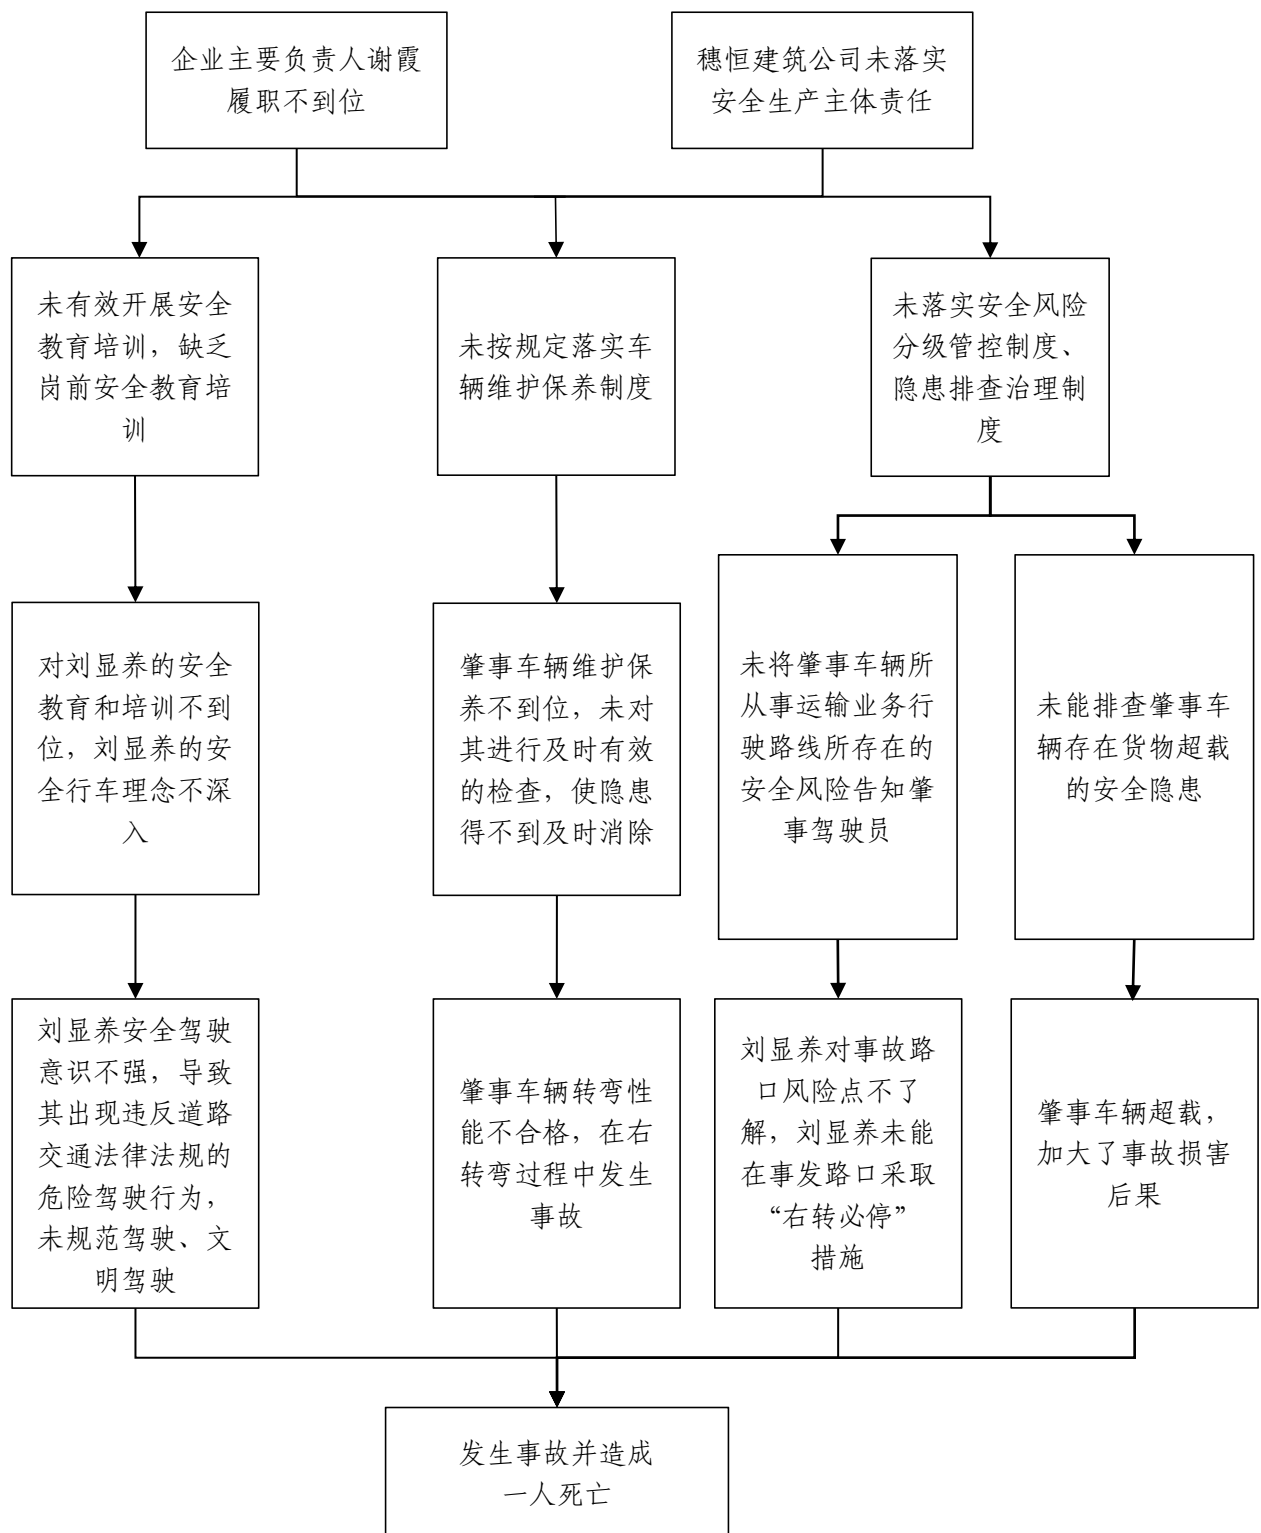 企业主要负责人谢霞
履职不到位
穗恒建筑公司未落实
安全生产主体责任
未有效开展安全
教育培训，缺乏
岗前安全教育培
训
未按规定落实车
辆维护保养制度
未落实安全风险
分级管控制度、
隐患排查治理制
度
对刘显养的安全
教育和培训不到
位，刘显养的安
全行车理念不深
入
肇事车辆维护保
养不到位，未对
其进行及时有效
的检查，使隐患
得不到及时消除
未将肇事车辆所
从事运输业务行
驶路线所存在的
安全风险告知肇
事驾驶员
未能排查肇事车
辆存在货物超载
的安全隐患
刘显养安全驾驶
意识不强，导致
其出现违反道路
交通法律法规的
危险驾驶行为，
未规范驾驶、文
明驾驶
肇事车辆转弯性
能不合格，在右
转弯过程中发生
事故
刘显养对事故路
口风险点不了
解，刘显养未能
在事发路口采取
“右转必停”
措施
肇事车辆超载，
加大了事故损害
后果
发生事故并造成
一人死亡